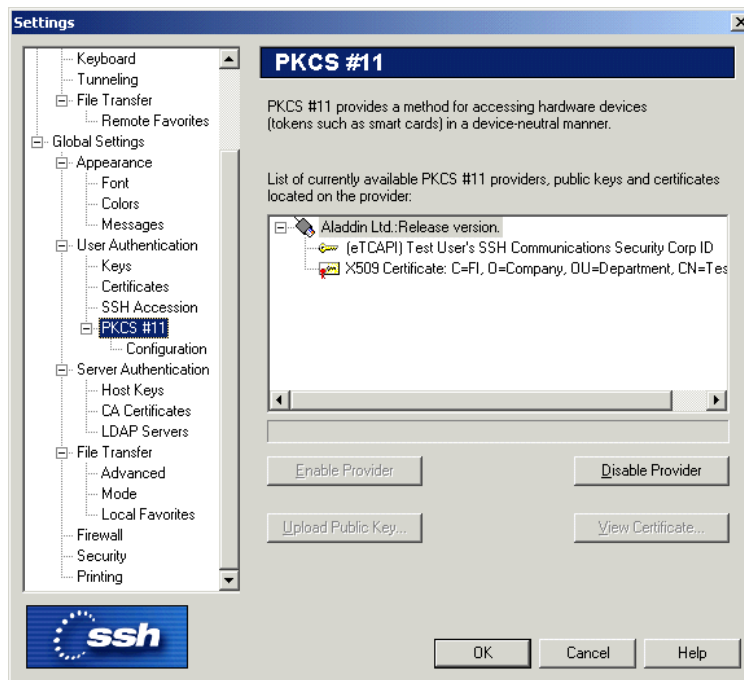 Settings
Keyboard
Tunneling
File Transfer
Remote Favorites
Global Settings
Appearance
Font
Colors
Messages
User Authentication
Keys
Certificates
SSH Accession
PKCS #11
Configuration
Server Authentication
Host Keys
CA Certificates
LDAP Servers
File Transfer
Advanced
Mode
Local Favorites
Firewall
Security
Printing
ssh
PKCS #11
PKCS #11 provides a method for accessing hardware devices
(tokens such as smart cards) in a device-neutral manner.
List of currently available PKCS #11 providers, public keys and certificates
located on the provider:
Aladdin Ltd.:Release version.
(eTCAPI) Test User's SSH Communications Security Corp ID
X509 Certificate: C=FI, O=Company, OU=Department, CN=Tes
Enable Provider
Disable Provider
Upload Public Key...
View Certificate...
OK
Cancel
Help